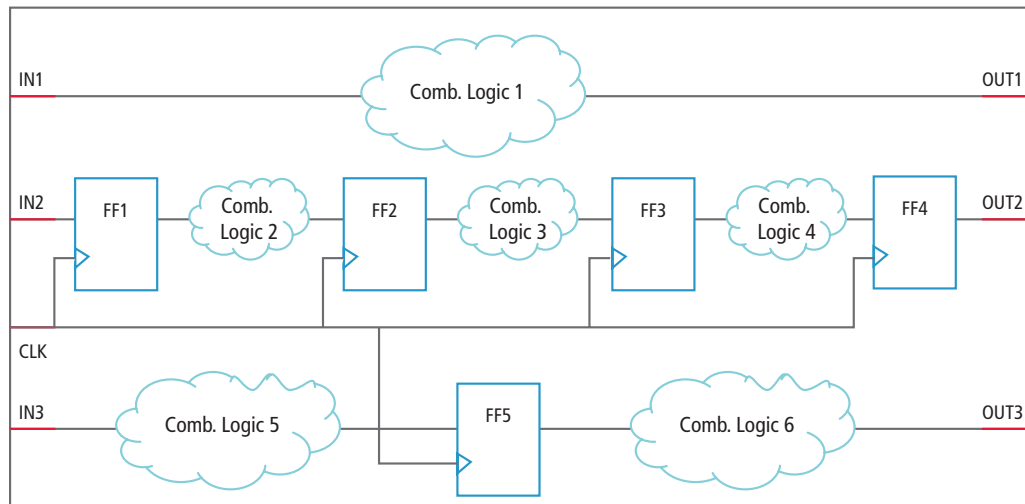 IN1
Comb. Logic 1
OUT1
IN2
FF1
Comb.
Logic 2
FF2
Comb.
Logic 3
FF3
Comb.
Logic 4
FF4
OUT2
CLK
IN3
Comb. Logic 5
FF5
Comb. Logic 6
OUT3